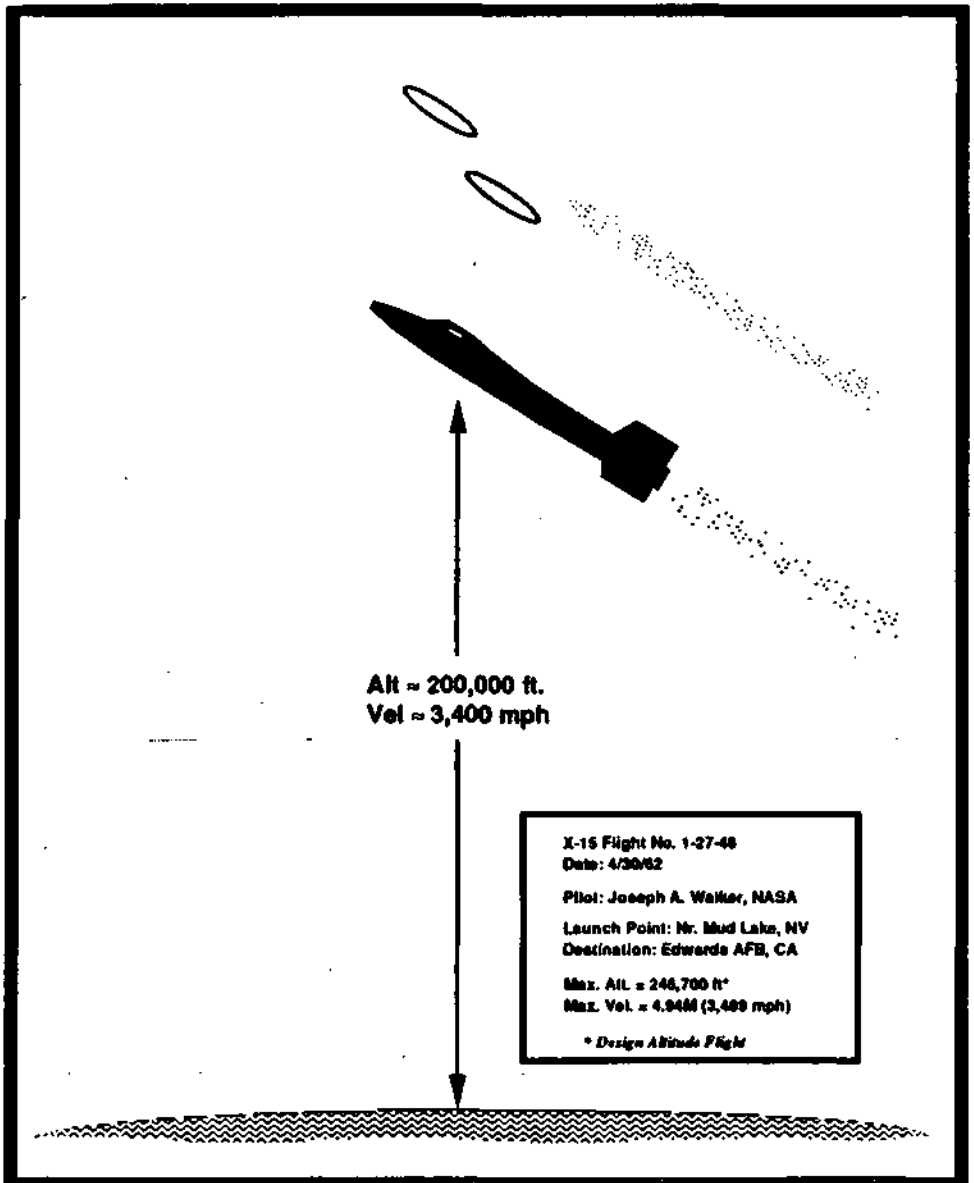 Alt ≈ 200,000 ft.
Vel ≈ 3,400 mph
X-15 Flight No. 1-27-48
Date: 4/30/62
Pilot: Joseph A. Walker, NASA
Launch Point: Nr. Mud Lake, NV
Destination: Edwards AFB, CA
Max. Alt. = 246,700 ft*
Max. Vel. = 4.94M (3,489 mph)
* Design Altitude Flight